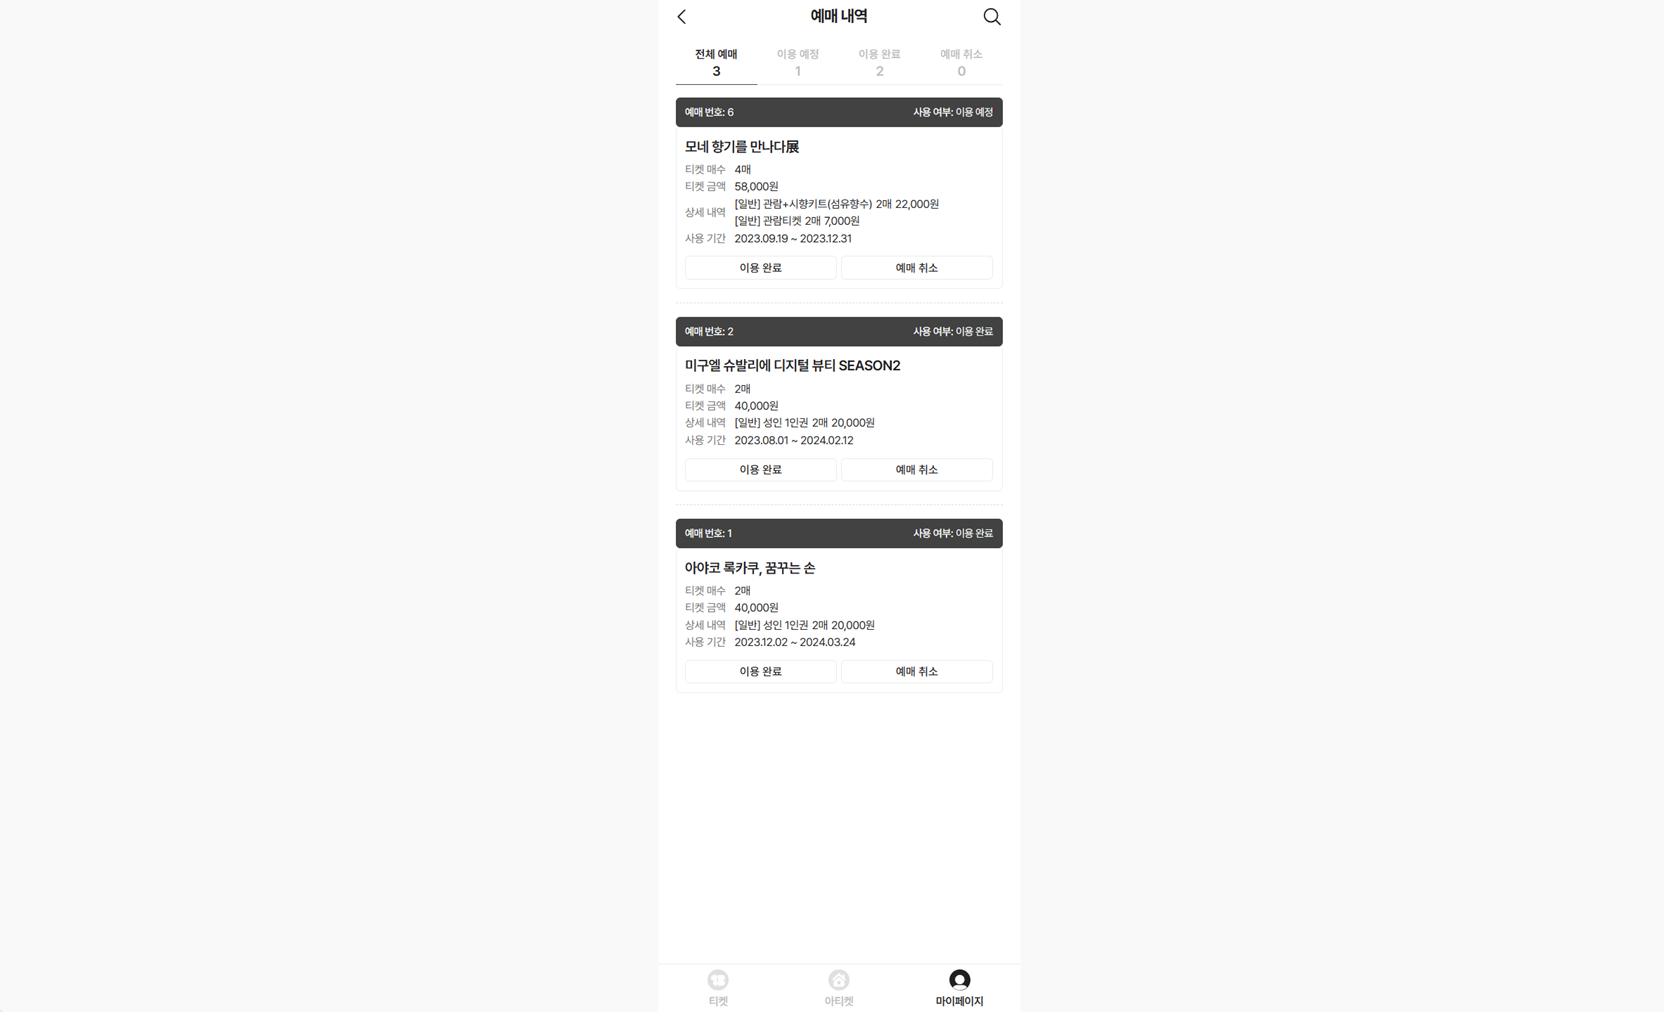 예매 내역
전체 예매 이용 예정 이용 완료 예매 취소
3 1 2 0
예매 번호: 6 사용 여부: 이용 예정
모네 향기를 만나다展
티켓 매수 4매
티켓 금액 58,000원
상세 내역 [일반] 관람+시향키트(섬유향수) 2매 22,000원
[일반] 관람티켓 2매 7,000원
사용 기간 2023.09.19 ~ 2023.12.31
이용 완료 예매 취소
예매 번호: 2 사용 여부: 이용 완료
미구엘 슈발리에 디지털 뷰티 SEASON2
티켓 매수 2매
티켓 금액 40,000원
상세 내역 [일반] 성인 1인권 2매 20,000원
사용 기간 2023.08.01 ~ 2024.02.12
이용 완료 예매 취소
예매 번호: 1 사용 여부: 이용 완료
아야코 록카쿠, 꿈꾸는 손
티켓 매수 2매
티켓 금액 40,000원
상세 내역 [일반] 성인 1인권 2매 20,000원
사용 기간 2023.12.02 ~ 2024.03.24
이용 완료 예매 취소
티켓 아티켓 마이페이지